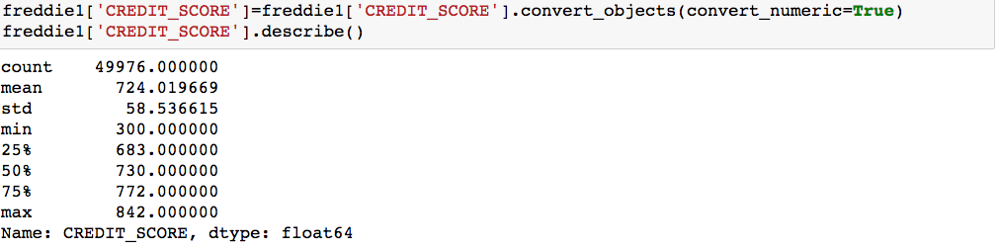 freddie1['CREDIT_SCORE']=freddie1['CREDIT_SCORE'].convert_objects(convert_numeric=True)
freddie1['CREDIT_SCORE'].describe()
count    49976.000000
mean       724.019669
std         58.536615
min        300.000000
25%        683.000000
50%        730.000000
75%        772.000000
max        842.000000
Name: CREDIT_SCORE, dtype: float64